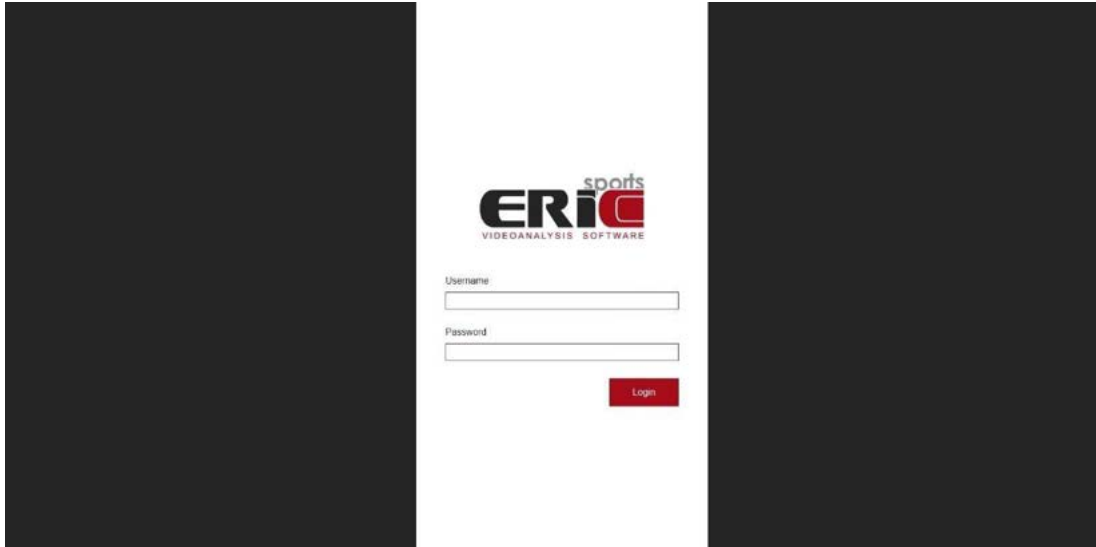 sports
ERiC
VIDEOANALYSIS SOFTWARE
Username
Password
Login